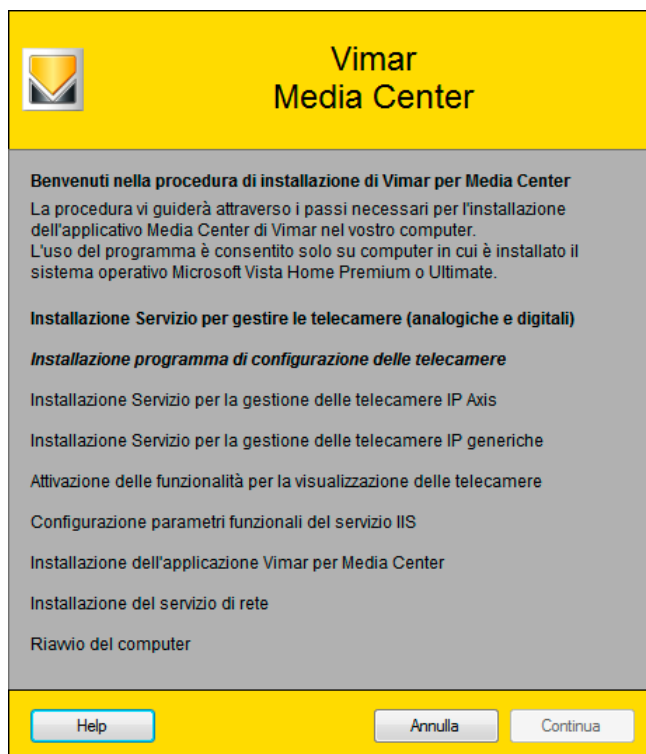 Vimar
Media Center
Benvenuti nella procedura di installazione di Vimar per Media Center
La procedura vi guiderà attraverso i passi necessari per l'installazione
dell'applicativo Media Center di Vimar nel vostro computer.
L'uso del programma è consentito solo su computer in cui è installato il
sistema operativo Microsoft Vista Home Premium o Ultimate.
Installazione Servizio per gestire le telecamere (analogiche e digitali)
Installazione programma di configurazione delle telecamere
Installazione Servizio per la gestione delle telecamere IP Axis
Installazione Servizio per la gestione delle telecamere IP generiche
Attivazione delle funzionalità per la visualizzazione delle telecamere
Configurazione parametri funzionali del servizio IIS
Installazione dell'applicazione Vimar per Media Center
Installazione del servizio di rete
Riavvio del computer
Help Annulla Continua